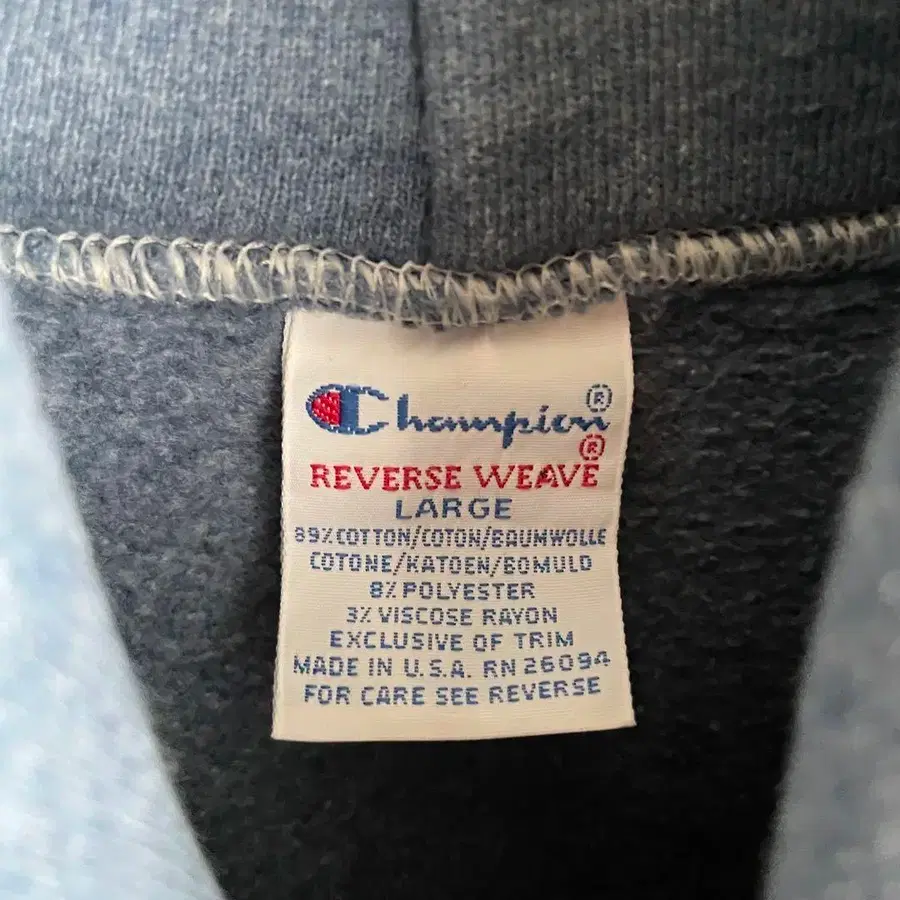 Champion®
REVERSE WEAVE®
LARGE
89% COTTON/COTON/BAUMWOLLE
COTONE/KATOEN/BOMULD
8% POLYESTER
3% VISCOSE RAYON
EXCLUSIVE OF TRIM
MADE IN U.S.A. RN 26094
FOR CARE SEE REVERSE